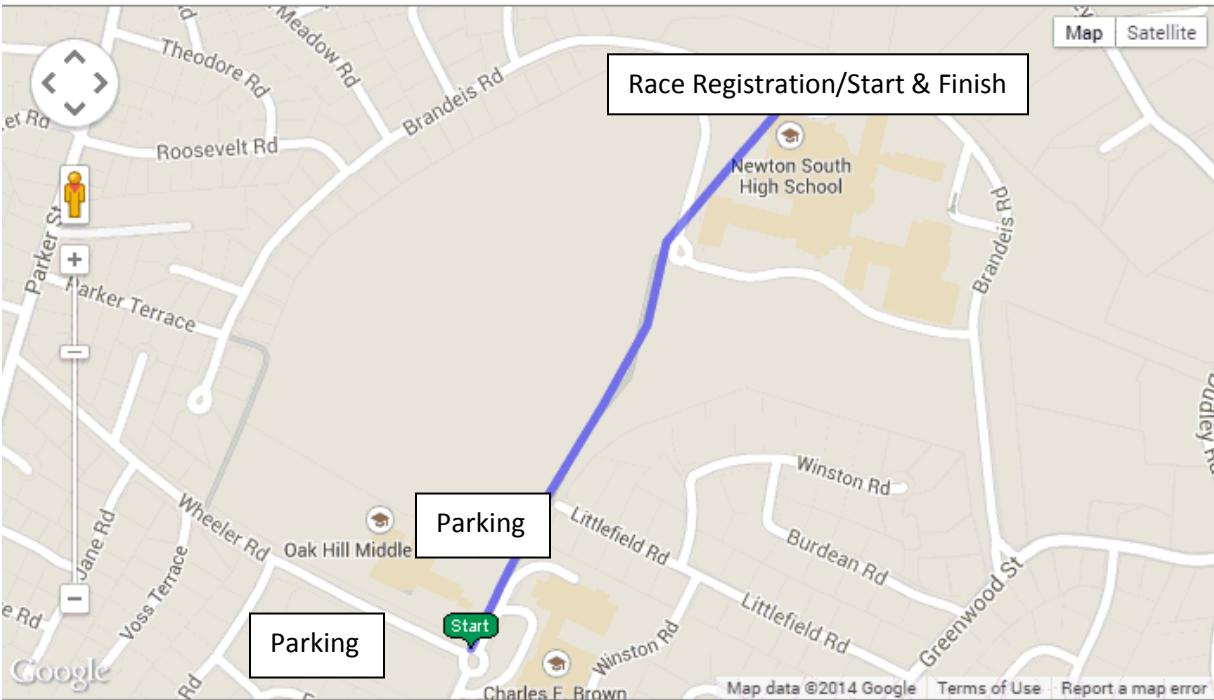 Meadow Rd
Theodore Rd
Map
Satellite
Brandeis Rd
Race Registration/Start & Finish
Roosevelt Rd
Newton South
High School
Parker St
Brandeis Rd
+
Parker Terrace
Winston Rd
Wheeler Rd
Parking
Oak Hill Middle
Littlefield Rd
Burdean Rd
Jane Rd
Voss Terrace
Greenwood St
Littlefield Rd
Start
Parking
Winston Rd
Google
Rd
Charles E. Brown
Map data ©2014 Google
Terms of Use
Report a map error